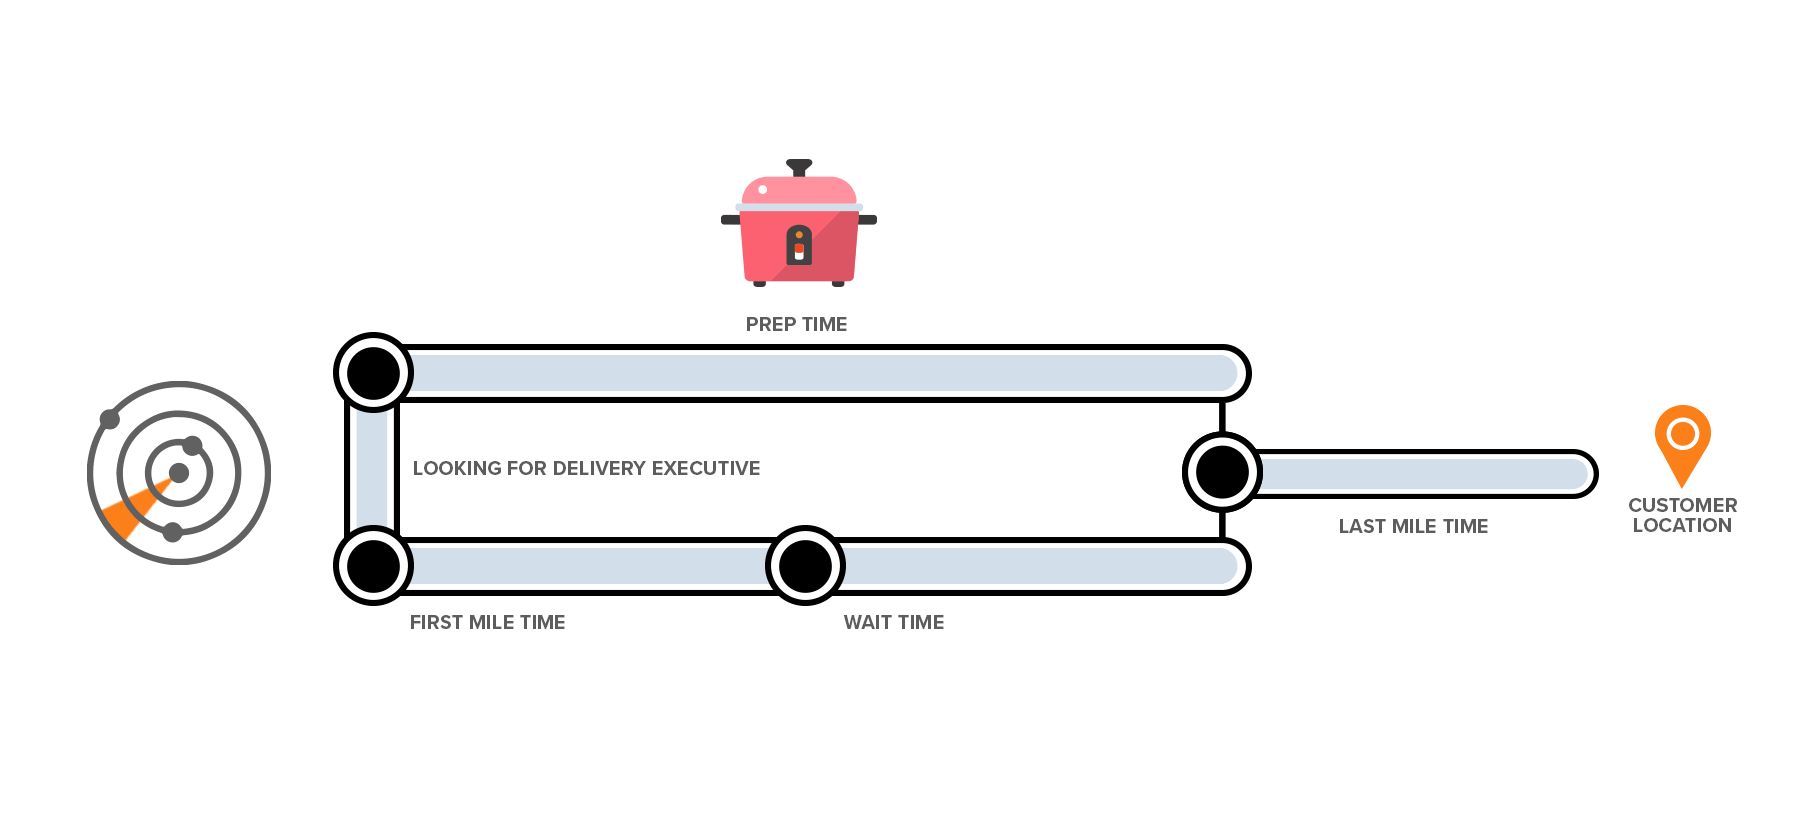 PREP TIME
LOOKING FOR DELIVERY EXECUTIVE
CUSTOMER
LOCATION
LAST MILE TIME
FIRST MILE TIME
WAIT TIME